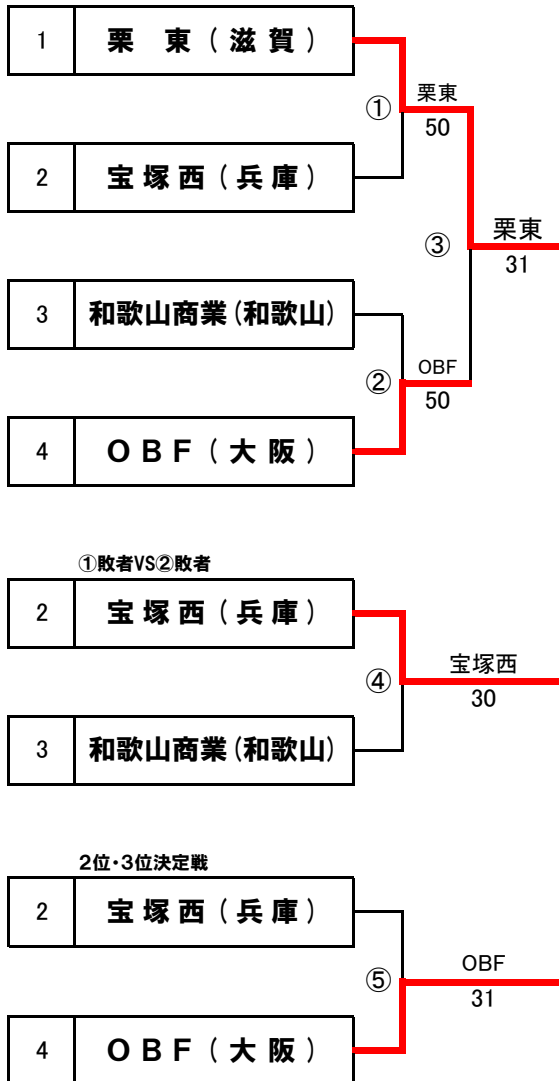 1 栗 東 ( 滋 賀 )
① 栗東
50
2 宝 塚 西 ( 兵 庫 )
③ 栗東
31
3 和歌山商業 (和歌山)
② OBF
50
4 ＯＢＦ ( 大 阪 )
①敗者VS②敗者
2 宝 塚 西 ( 兵 庫 )
④ 宝塚西
30
3 和歌山商業 (和歌山)
2位・3位決定戦
2 宝 塚 西 ( 兵 庫 )
⑤ OBF
31
4 ＯＢＦ ( 大 阪 )